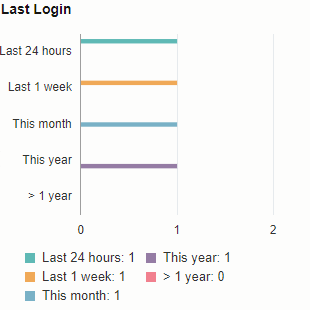 Last Login
Last 24 hours
Last 1 week
This month
This year
> 1 year
0 1 2
Last 24 hours: 1 This year: 1
Last 1 week: 1 > 1 year: 0
This month: 1